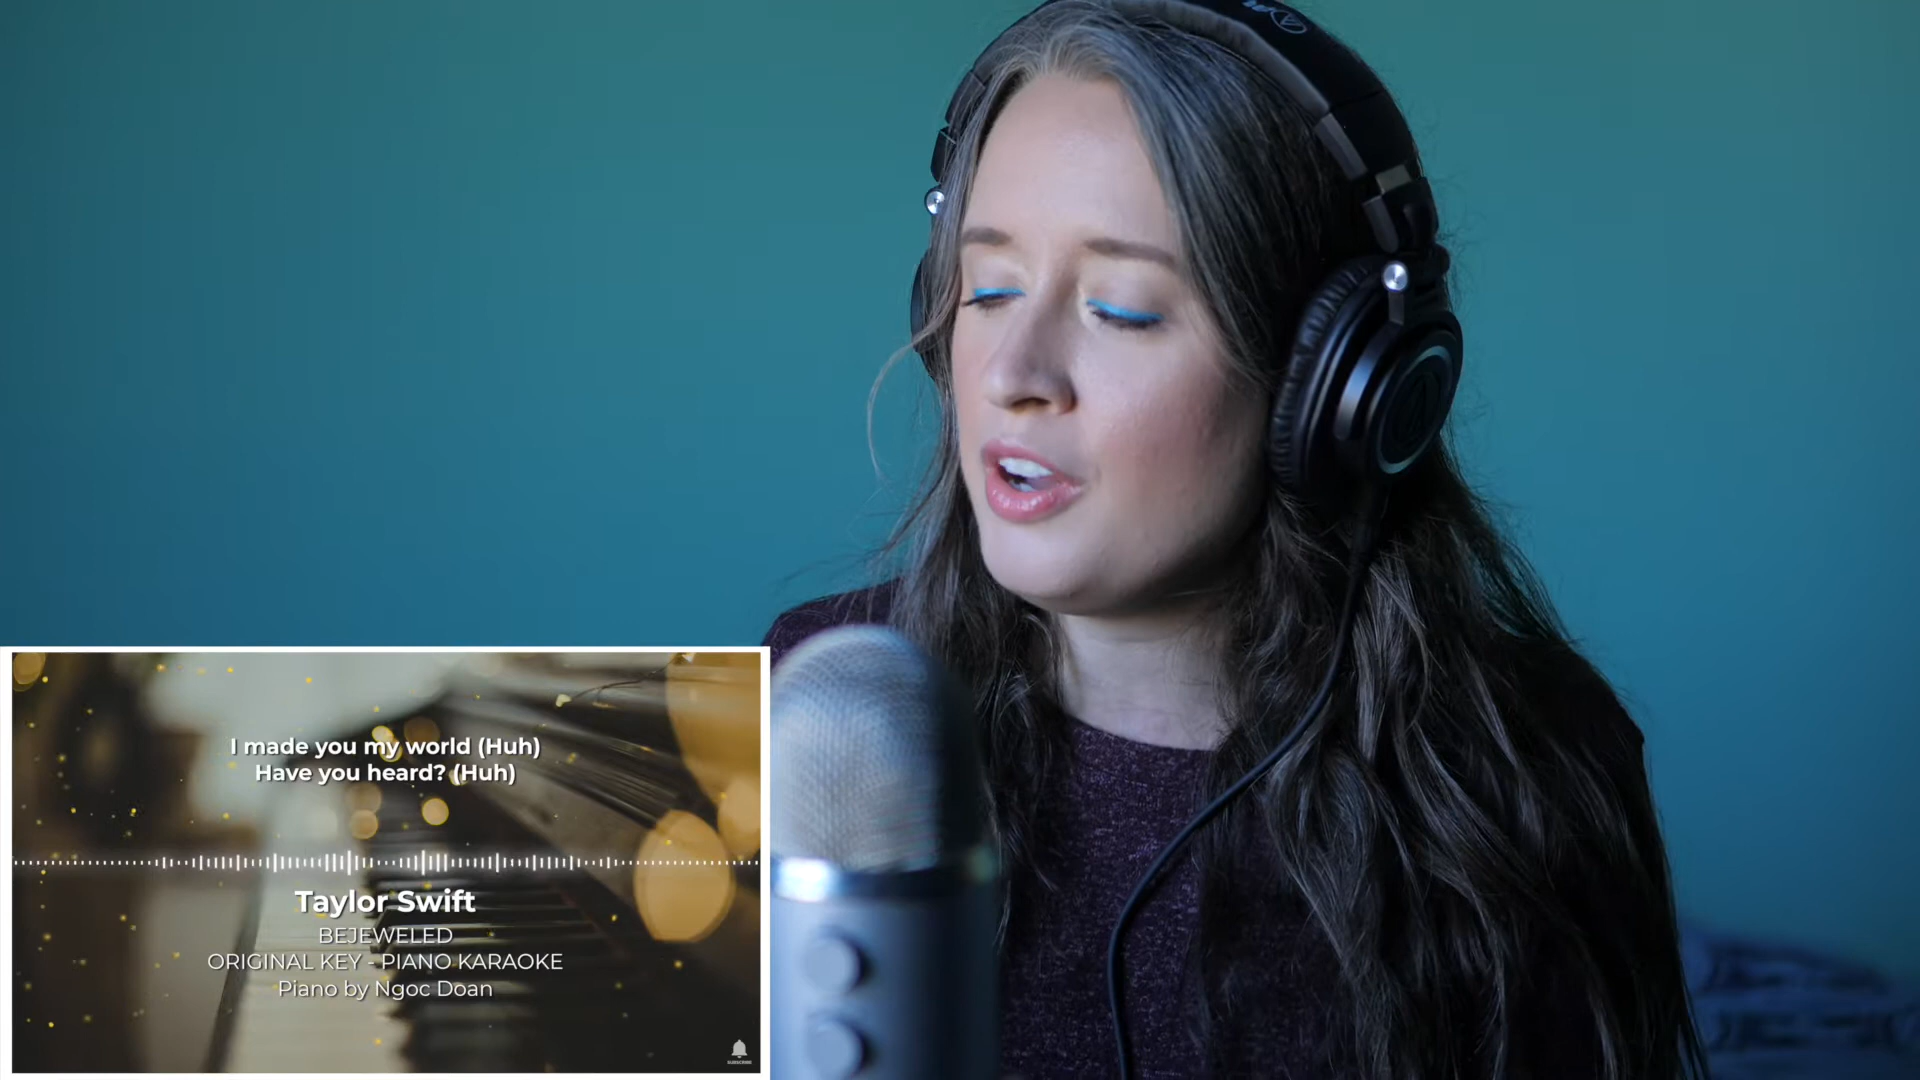 I made you my world (Huh)
Have you heard? (Huh)
Taylor Swift
BEJEWELED
ORIGINAL KEY - PIANO KARAOKE
Piano by Ngoc Doan
SUBSCRIBE